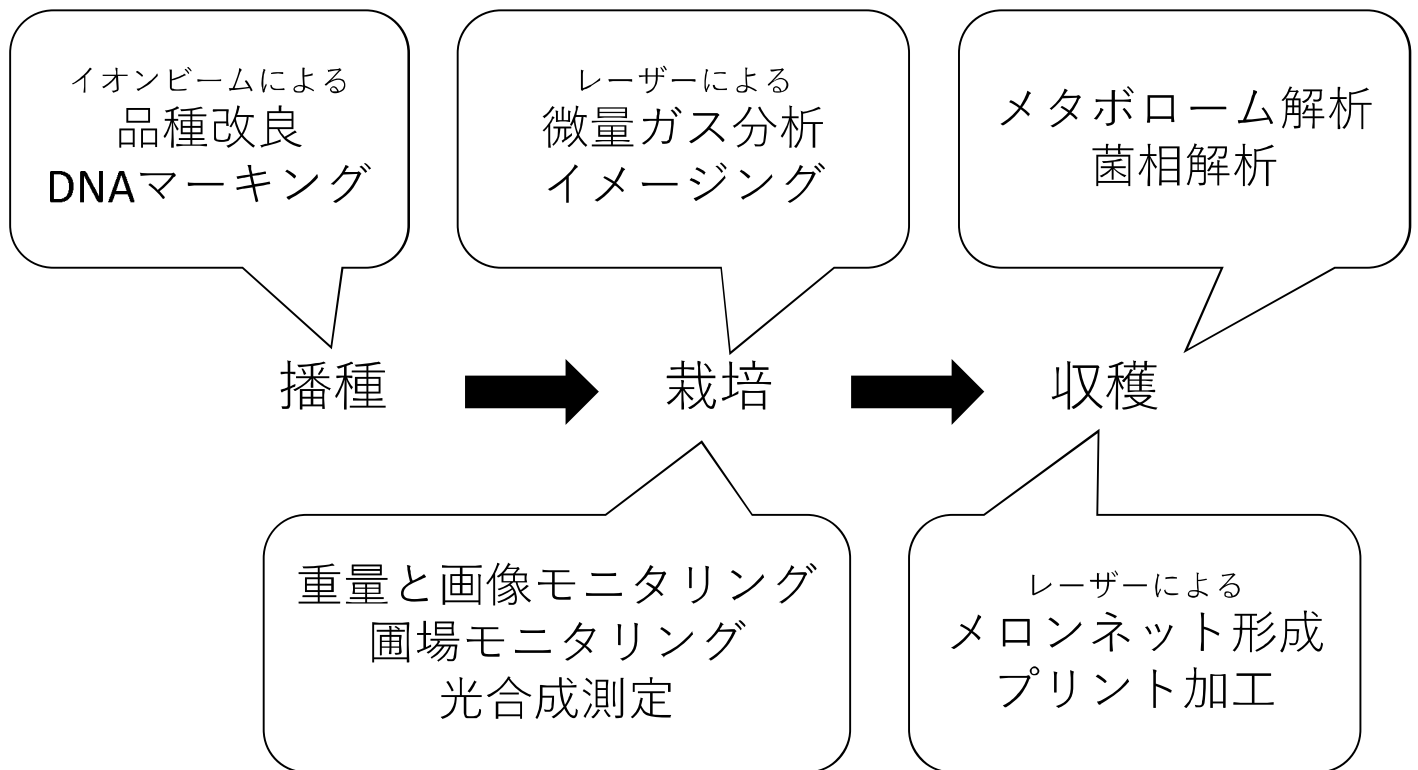 イオンビームによる
品種改良
DNAマーキング
レーザーによる
微量ガス分析
イメージング
メタボローム解析
菌相解析
播種
栽培
収穫
重量と画像モニタリング
圃場モニタリング
光合成測定
レーザーによる
メロンネット形成
プリント加工